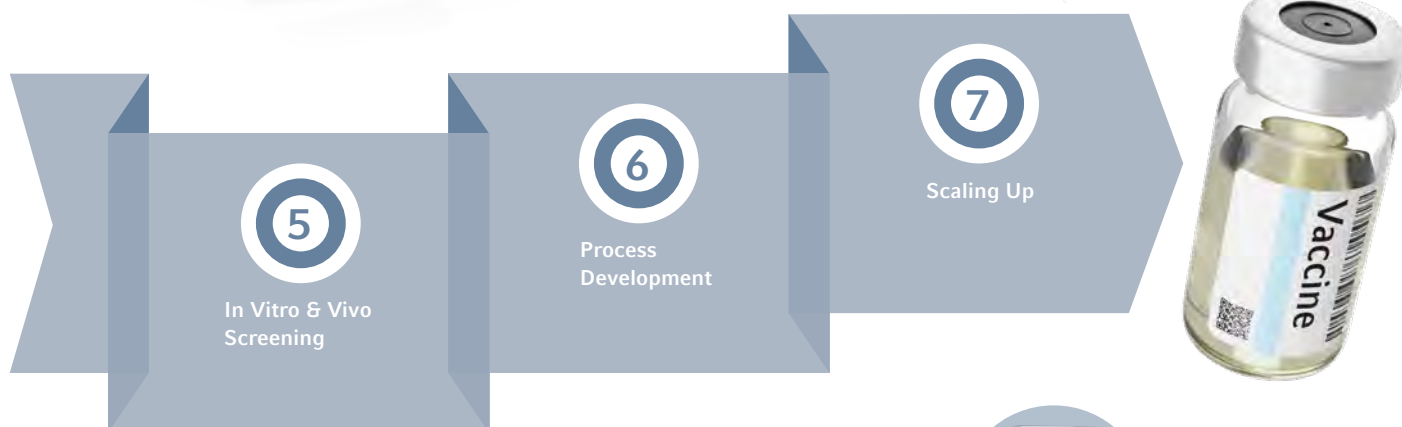 5
In Vitro & Vivo
Screening
6
Process
Development
7
Scaling Up
Vaccine